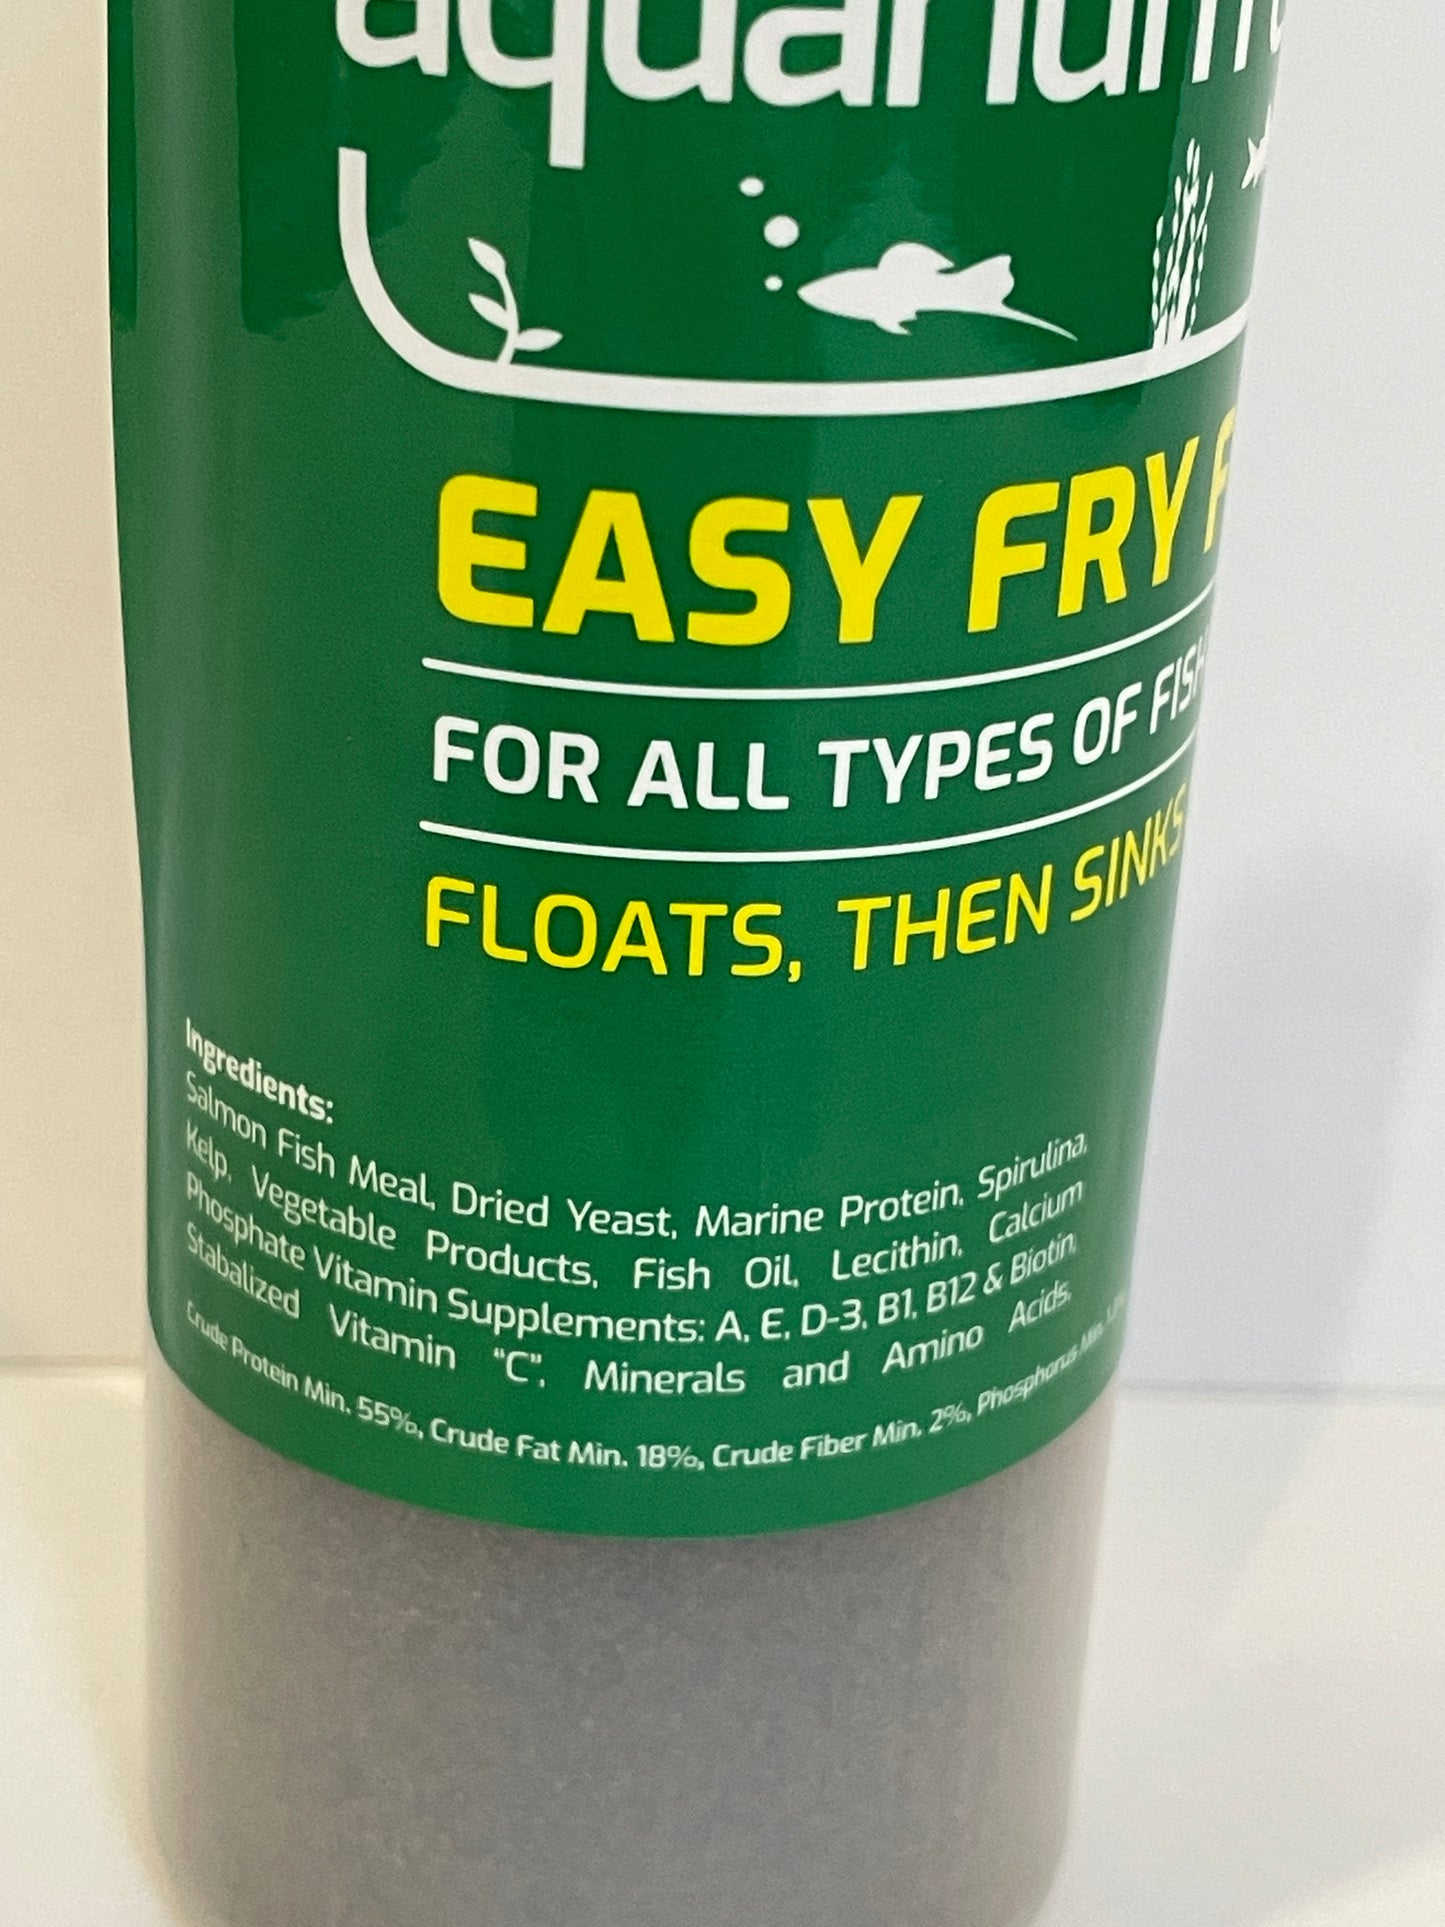 EASY FRY
FOR ALL TYPES OF FISH
FLOATS, THEN SINKS
Ingredients:
Salmon Fish Meal, Dried Yeast, Marine Protein, Spirulina,
Kelp, Vegetable Products, Fish Oil, Lecithin, Calcium
Phosphate Vitamin Supplements: A, E, D-3, B1, B12 & Biotin,
Stabalized Vitamin "C", Minerals and Amino Acids.
Crude Protein Min. 55%, Crude Fat Min. 18%, Crude Fiber Min. 2%, Phosphorus Min.